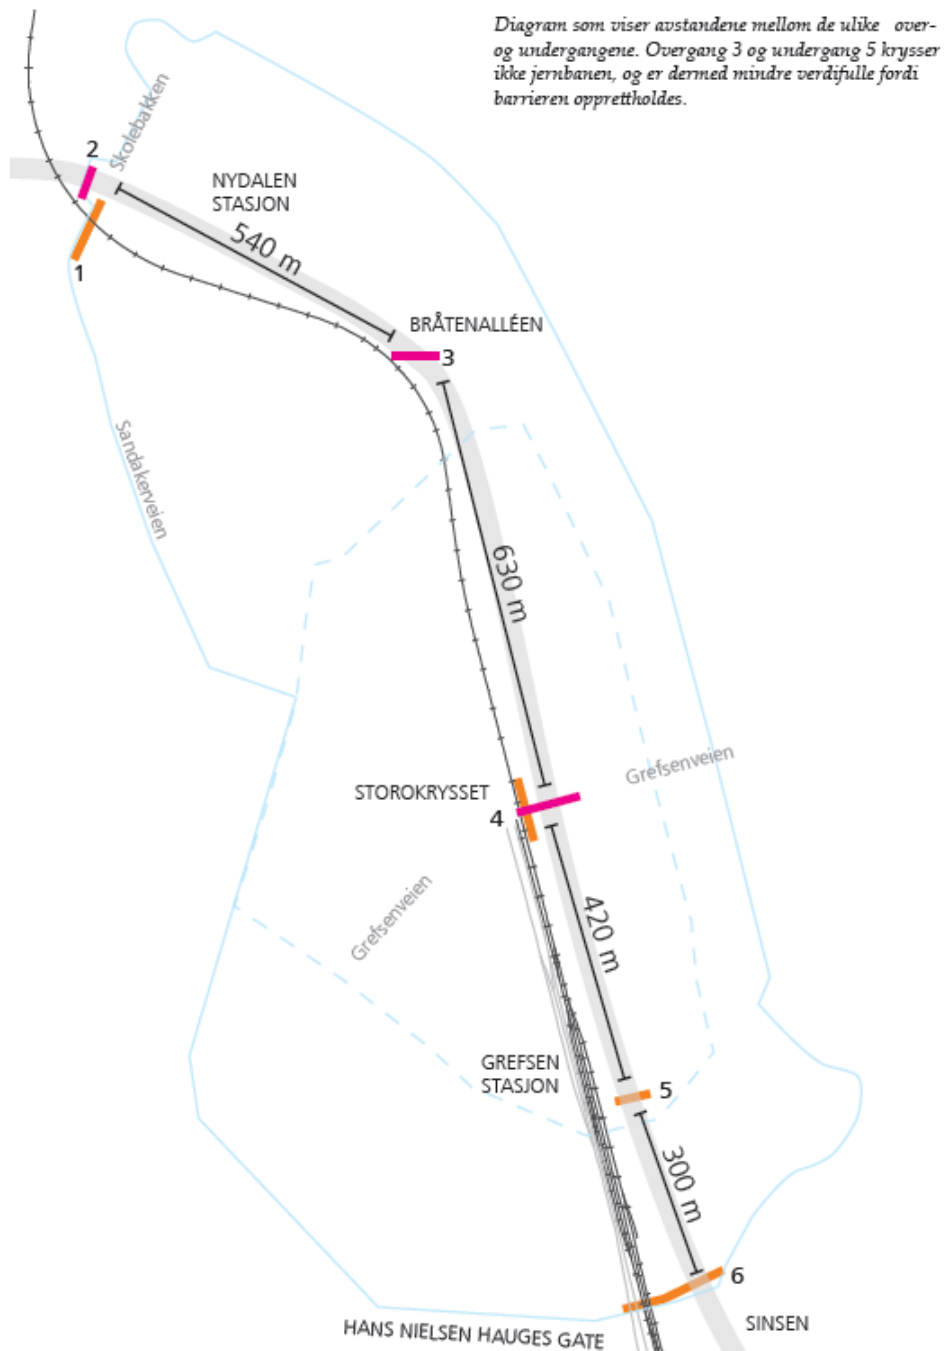 Diagram som viser avstandene mellom de ulike over-
og undergangene. Overgang 3 og undergang 5 krysser
ikke jernbanen, og er dermed mindre verdifulle fordi
barrieren opprettholdes.
Skolebakken
2
NYDALEN
STASJON
540 m
1
BRÅTENALLÉEN
3
Sandakerveien
630 m
Grefsenveien
STOROKRYSSET
4
Grefsenveien
420 m
GREFSEN
STASJON
5
300 m
6
SINSEN
HANS NIELSEN HAUGES GATE